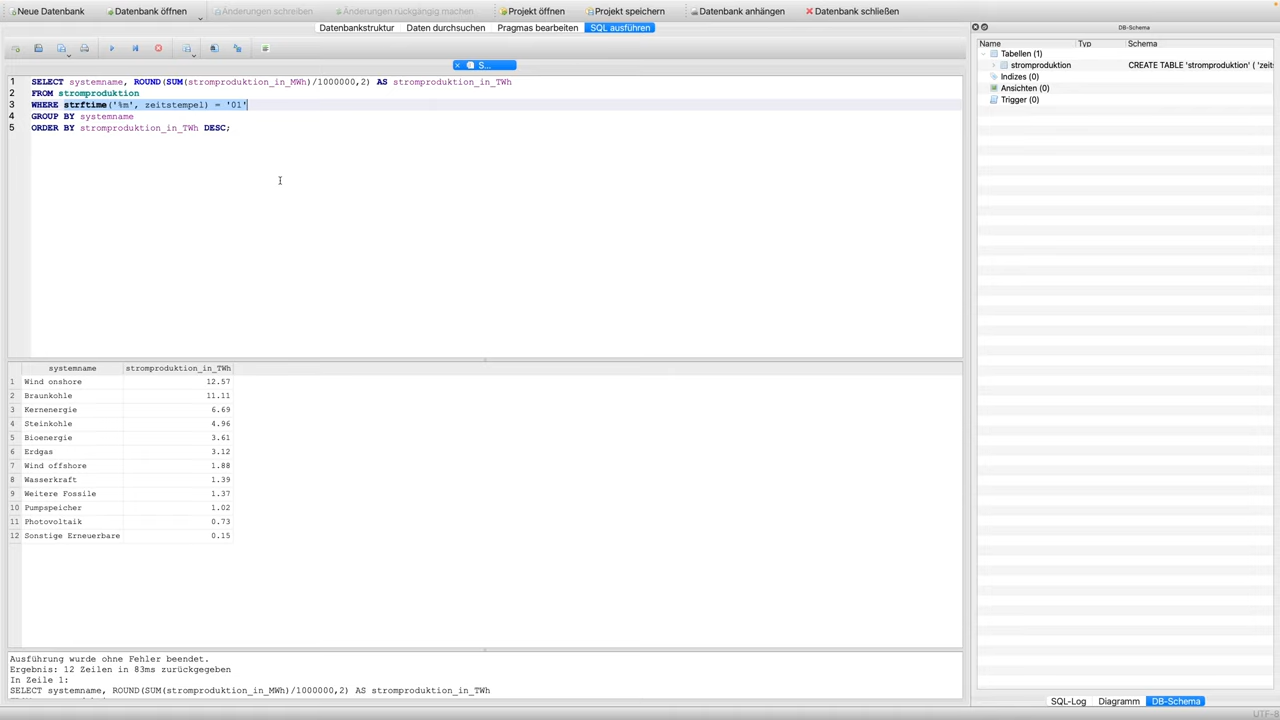 Neue Datenbank Datenbank öffnen Änderungen schreiben Änderungen rückgängig machen Projekt öffnen Projekt speichern Datenbank anhängen Datenbank schließen
Datenbankstruktur Daten durchsuchen Pragmas bearbeiten SQL ausführen
DB-Schema
Name Typ Schema
Tabellen (1)
stromproduktion CREATE TABLE 'stromproduktion' ( 'zeits
Indizes (0)
Ansichten (0)
Trigger (0)
S...
1 SELECT systemname, ROUND(SUM(stromproduktion_in_MWh)/1000000,2) AS stromproduktion_in_TWh
2 FROM stromproduktion
3 WHERE strftime('%m', zeitstempel) = '01'
4 GROUP BY systemname
5 ORDER BY stromproduktion_in_TWh DESC;
systemname stromproduktion_in_TWh
1 Wind onshore 12.57
2 Braunkohle 11.11
3 Kernenergie 6.69
4 Steinkohle 4.96
5 Bioenergie 3.61
6 Erdgas 3.12
7 Wind offshore 1.88
8 Wasserkraft 1.39
9 Weitere Fossile 1.37
10 Pumpspeicher 1.02
11 Photovoltaik 0.73
12 Sonstige Erneuerbare 0.15
Ausführung wurde ohne Fehler beendet.
Ergebnis: 12 Zeilen in 83ms zurückgegeben
In Zeile 1:
SELECT systemname, ROUND(SUM(stromproduktion_in_MWh)/1000000,2) AS stromproduktion_in_TWh
SQL-Log Diagramm DB-Schema
UTF-8